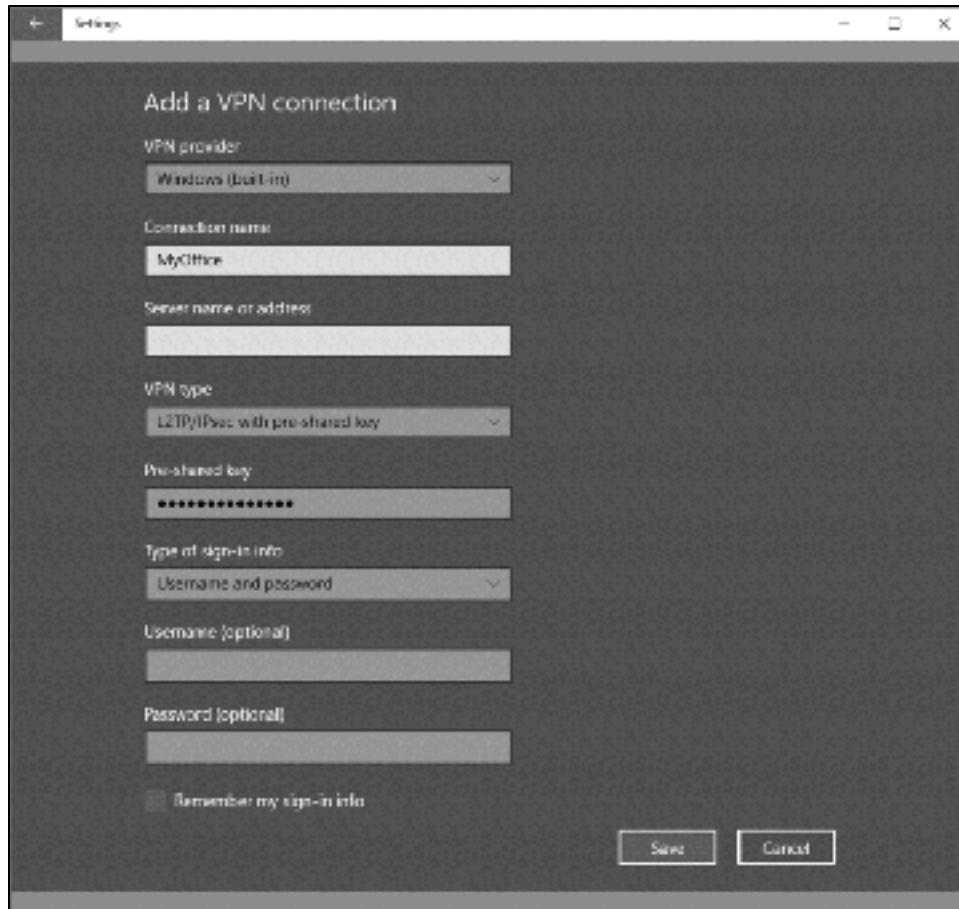 Settings
Add a VPN connection
VPN provider
Windows (built-in)
Connection name
MyOffice
Server name or address
VPN type
L2TP/IPsec with pre-shared key
Pre-shared key
••••••••••••••
Type of sign-in info
Username and password
Username (optional)
Password (optional)
Remember my sign-in info
Save Cancel